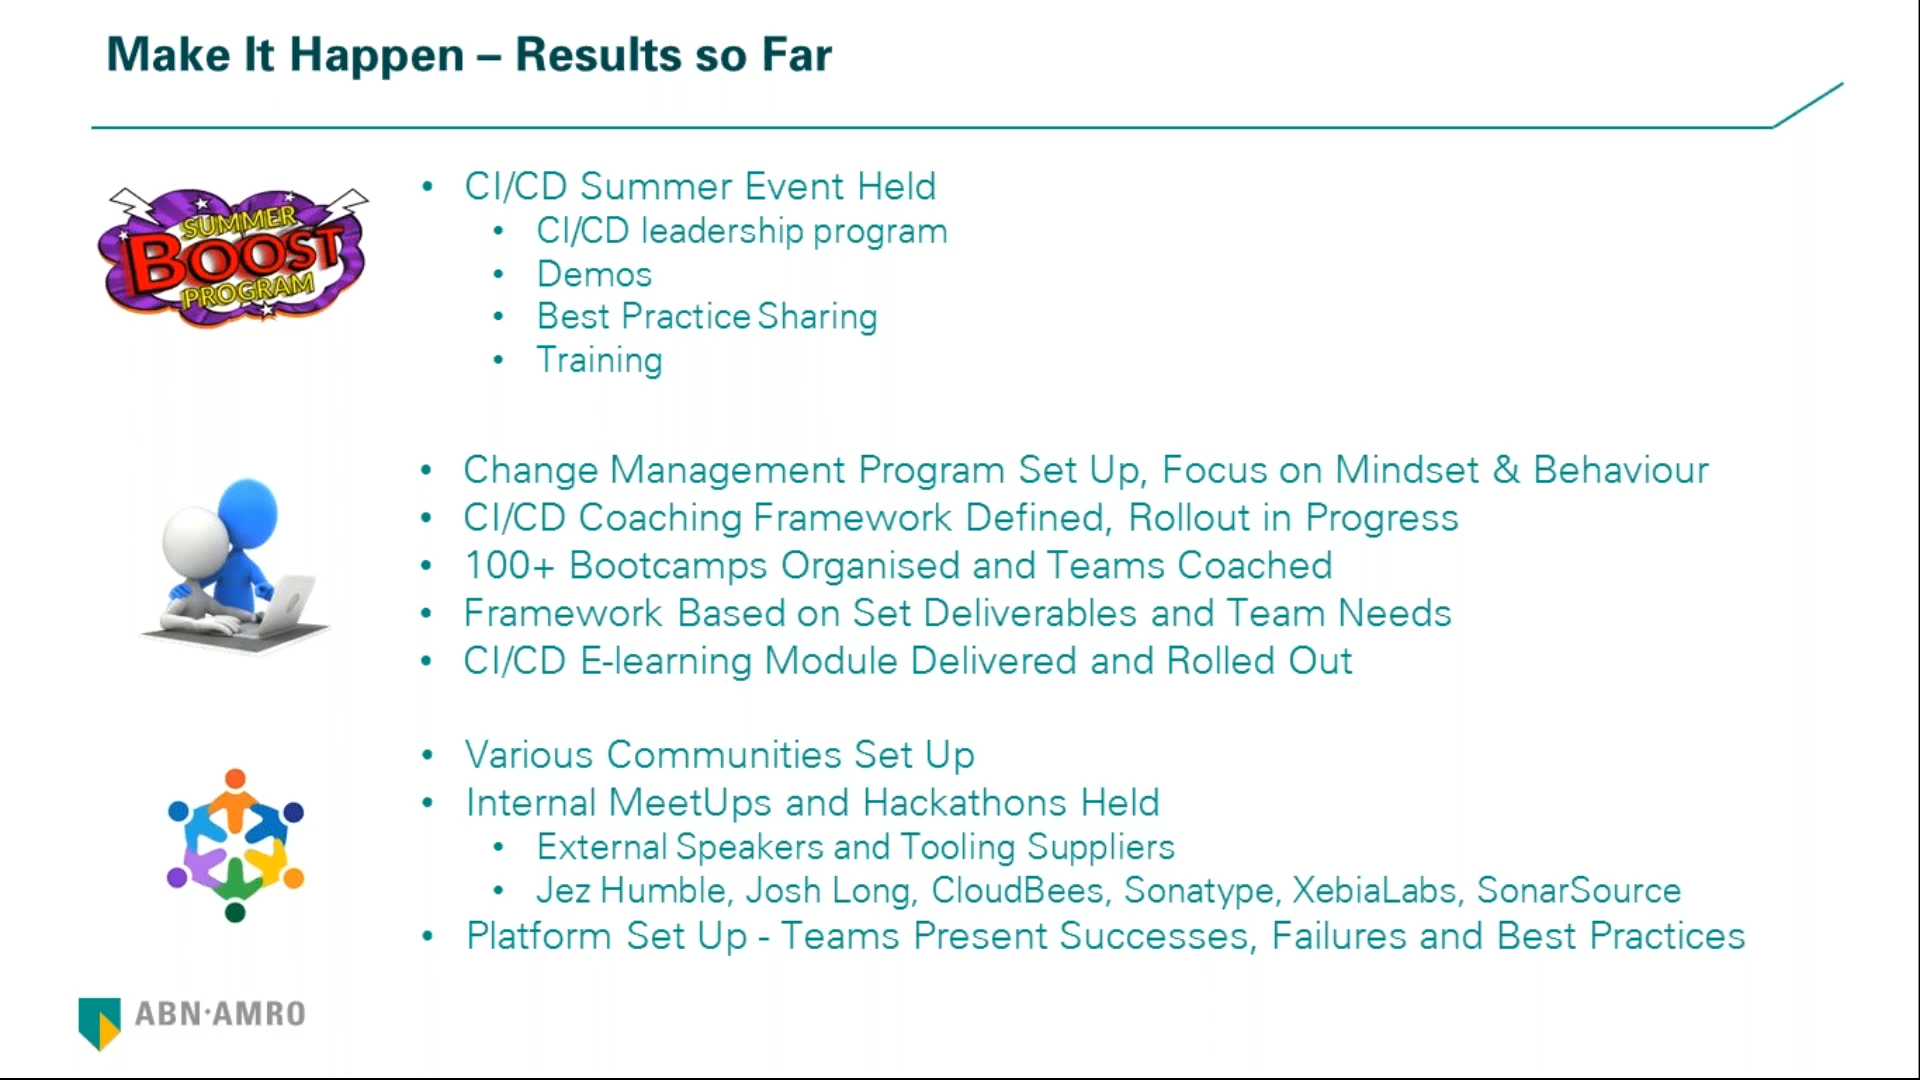 Make It Happen – Results so Far
SUMMER
BOOST
PROGRAM
• CI/CD Summer Event Held
• CI/CD leadership program
• Demos
• Best Practice Sharing
• Training
• Change Management Program Set Up, Focus on Mindset & Behaviour
• CI/CD Coaching Framework Defined, Rollout in Progress
• 100+ Bootcamps Organised and Teams Coached
• Framework Based on Set Deliverables and Team Needs
• CI/CD E-learning Module Delivered and Rolled Out
• Various Communities Set Up
• Internal MeetUps and Hackathons Held
• External Speakers and Tooling Suppliers
• Jez Humble, Josh Long, CloudBees, Sonatype, XebiaLabs, SonarSource
• Platform Set Up - Teams Present Successes, Failures and Best Practices
ABN·AMRO